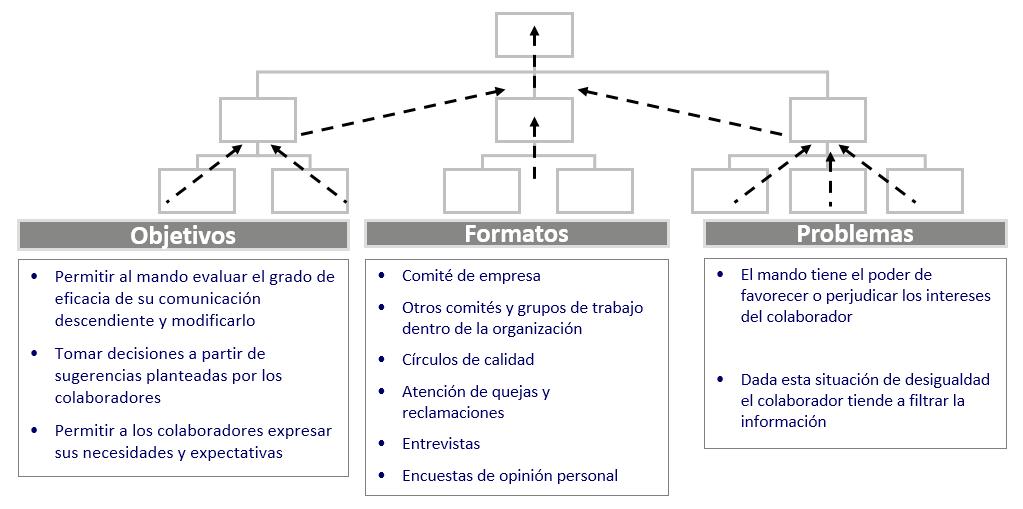 Objetivos
• Permitir al mando evaluar el grado de
eficacia de su comunicación
descendiente y modificarlo
• Tomar decisiones a partir de
sugerencias planteadas por los
colaboradores
• Permitir a los colaboradores expresar
sus necesidades y expectativas
Formatos
• Comité de empresa
• Otros comités y grupos de trabajo
dentro de la organización
• Círculos de calidad
• Atención de quejas y
reclamaciones
• Entrevistas
• Encuestas de opinión personal
Problemas
• El mando tiene el poder de
favorecer o perjudicar los intereses
del colaborador
• Dada esta situación de desigualdad
el colaborador tiende a filtrar la
información